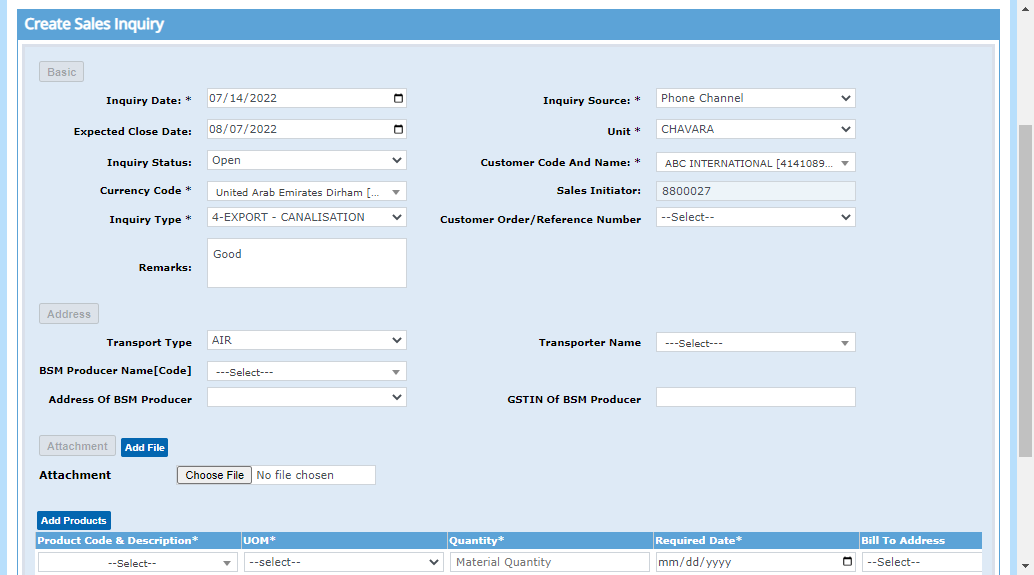 Create Sales Inquiry
Basic
Inquiry Date: * 07/14/2022 Inquiry Source: * Phone Channel
Expected Close Date: 08/07/2022 Unit * CHAVARA
Inquiry Status: Open Customer Code And Name: * ABC INTERNATIONAL [4141089...
Currency Code * United Arab Emirates Dirham [... Sales Initiator: 8800027
Inquiry Type * 4-EXPORT - CANALISATION Customer Order/Reference Number --Select--
Remarks: Good
Address
Transport Type AIR Transporter Name ---Select---
BSM Producer Name[Code] ---Select---
Address Of BSM Producer GSTIN Of BSM Producer
Attachment Add File
Attachment Choose File No file chosen
Add Products
Product Code & Description* UOM* Quantity* Required Date* Bill To Address
--Select-- --select-- Material Quantity mm/dd/yyyy --Select--